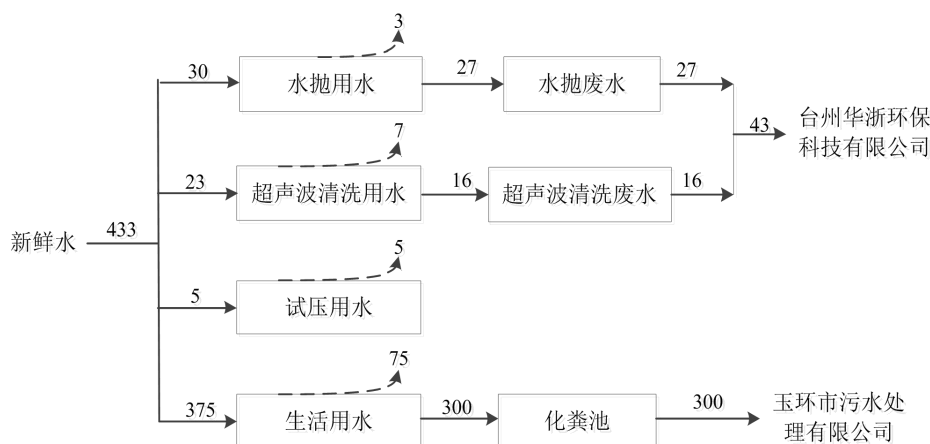 3
30
水抛用水
27
水抛废水
27
7
43
台州华浙环保
科技有限公司
23
超声波清洗用水
16
超声波清洗废水
16
新鲜水
433
5
5
试压用水
75
375
生活用水
300
化粪池
300
玉环市污水处
理有限公司